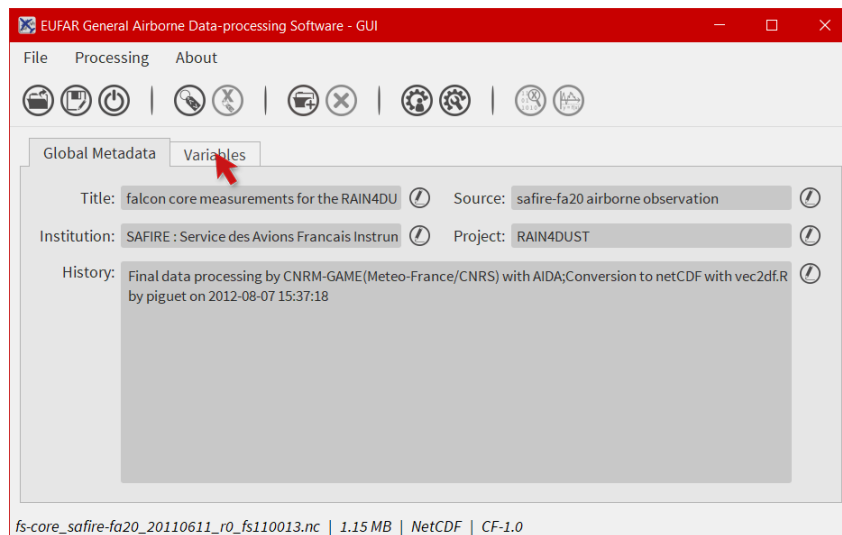 EUFAR General Airborne Data-processing Software - GUI
File Processing About
Global Metadata Variables
Title: falcon core measurements for the RAIN4DU Source: safire-fa20 airborne observation
Institution: SAFIRE : Service des Avions Francais Instrun Project: RAIN4DUST
History: Final data processing by CNRM-GAME(Meteo-France/CNRS) with AIDA;Conversion to netCDF with vec2df.R
by piguet on 2012-08-07 15:37:18
fs-core_safire-fa20_20110611_r0_fs110013.nc | 1.15 MB | NetCDF | CF-1.0